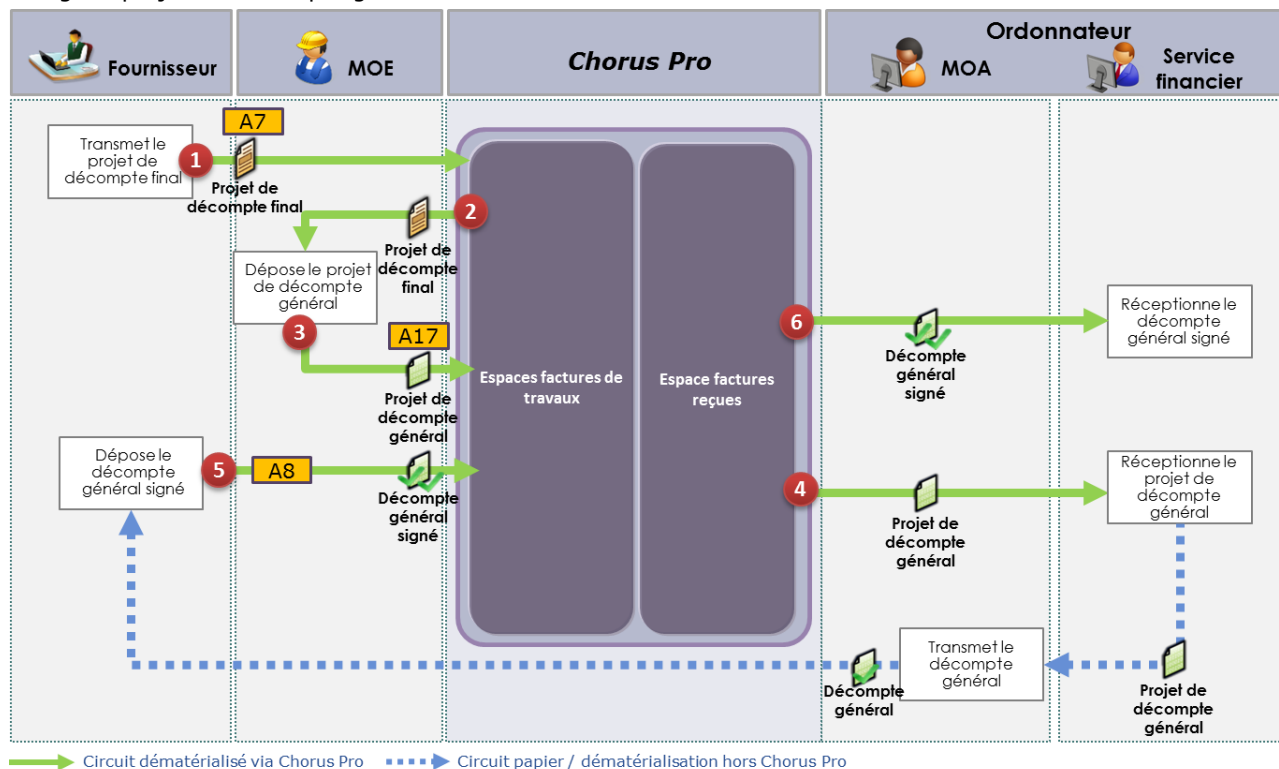 Fournisseur
MOE
Chorus Pro
Ordonnateur
MOA
Service
financier
Transmet le
projet de
décompte final
1
A7
Projet de
décompte final
2
Projet de
décompte
final
Dépose le projet
de décompte
général
3
A17
Projet de
décompte
général
Espaces factures de
travaux
Espace factures
reçues
6
Décompte
général
signé
Réceptionne le
décompte
général signé
Dépose le
décompte
général signé
5
A8
Décompte
général
signé
4
Projet de
décompte
général
Réceptionne le
projet de
décompte
général
Transmet le
décompte
général
Décompte
général
Projet de
décompte
général
Circuit dématérialisé via Chorus Pro
Circuit papier / dématérialisation hors Chorus Pro